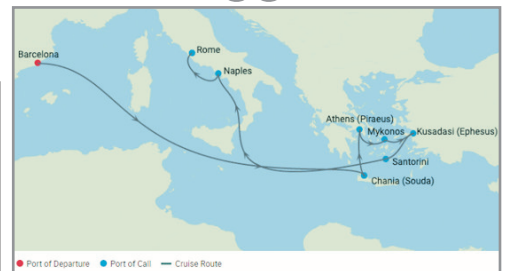 Barcelona
Rome
Naples
Athens (Piraeus)
Mykonos
Kusadasi (Ephesus)
Santorini
Chania (Souda)
Port of Departure
Port of Call
Cruise Route